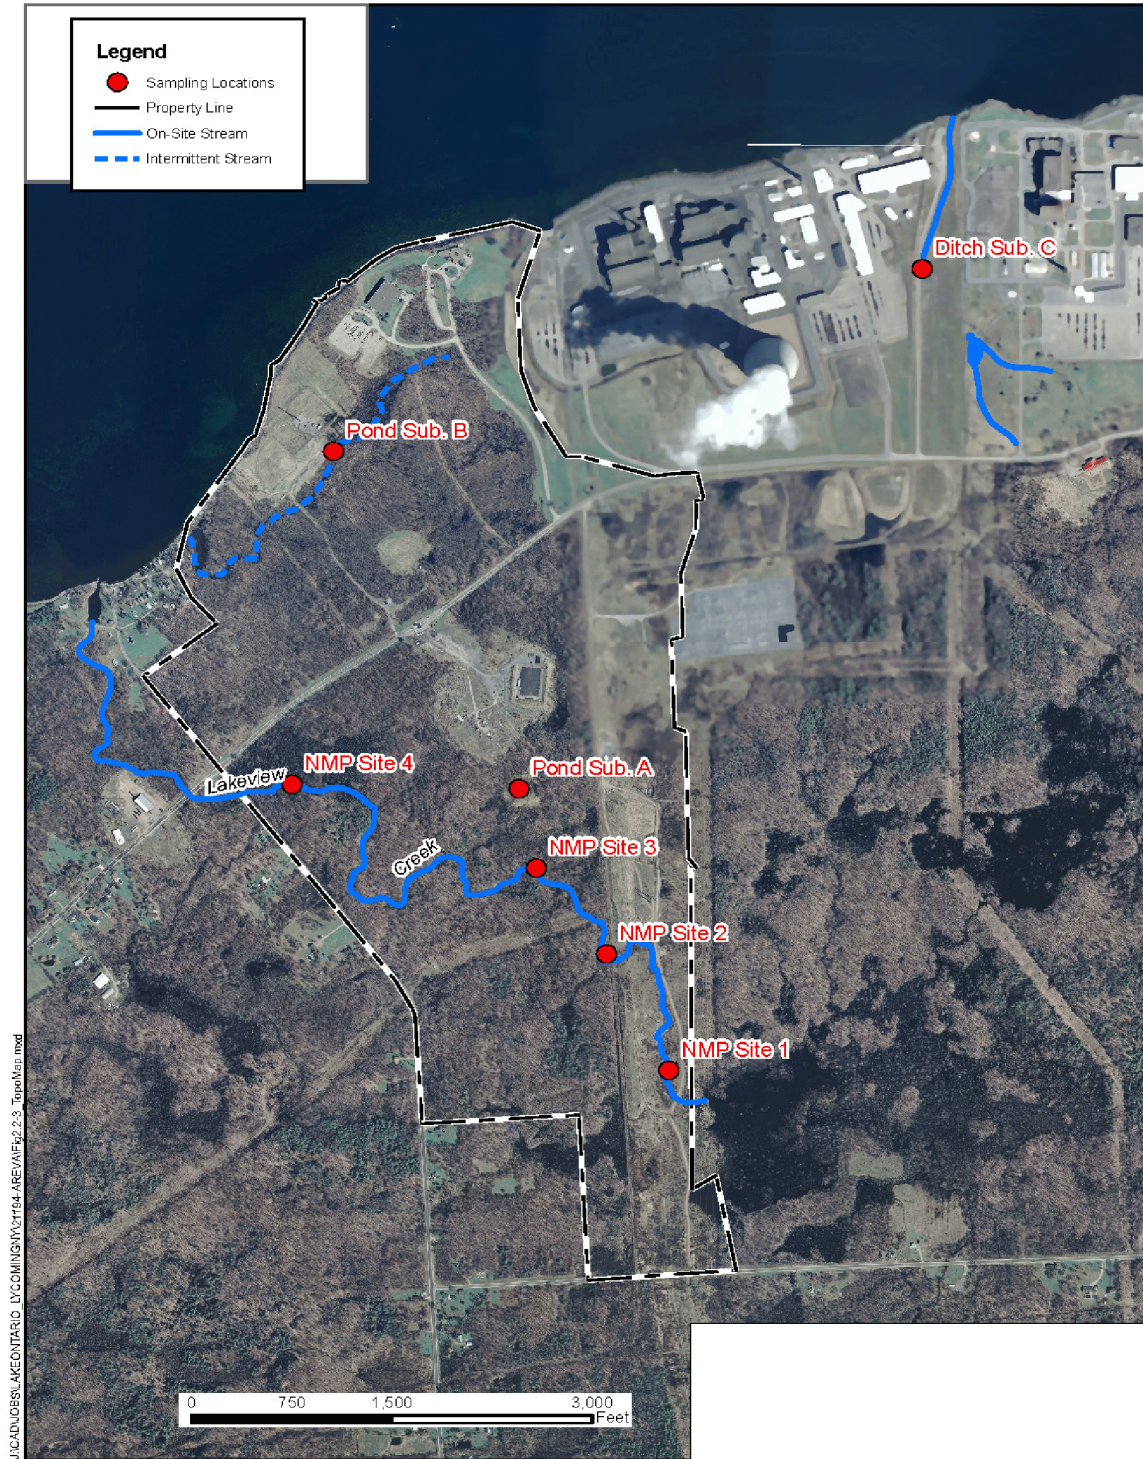 Legend
Sampling Locations
Property Line
On-Site Stream
Intermittent Stream
Ditch Sub. C
Pond Sub. B
NMP Site 4
Lakeview
Pond Sub. A
Creek
NMP Site 3
NMP Site 2
NMP Site 1
0 750 1,500 3,000
Feet